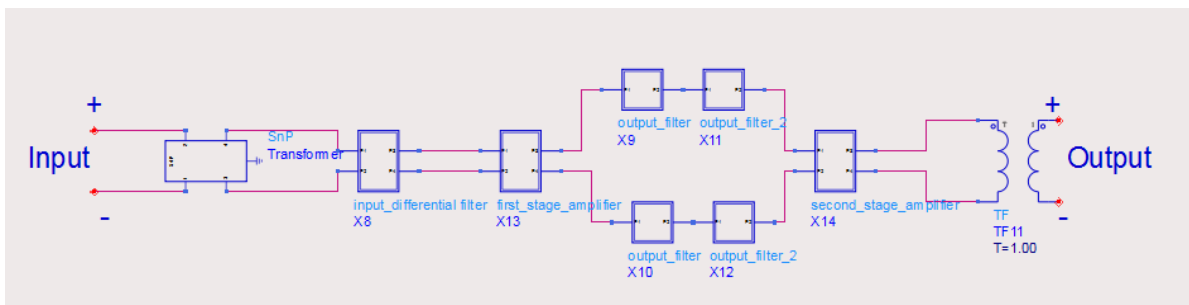 +
Input
-
SnP
Transformer
input_differential filter
X8
first_stage_amplifier
X13
output_filter
X9
output_filter_2
X11
output_filter
X10
output_filter_2
X12
second_stage_amplifier
X14
T
1
TF
TF11
T=1.00
+
Output
-